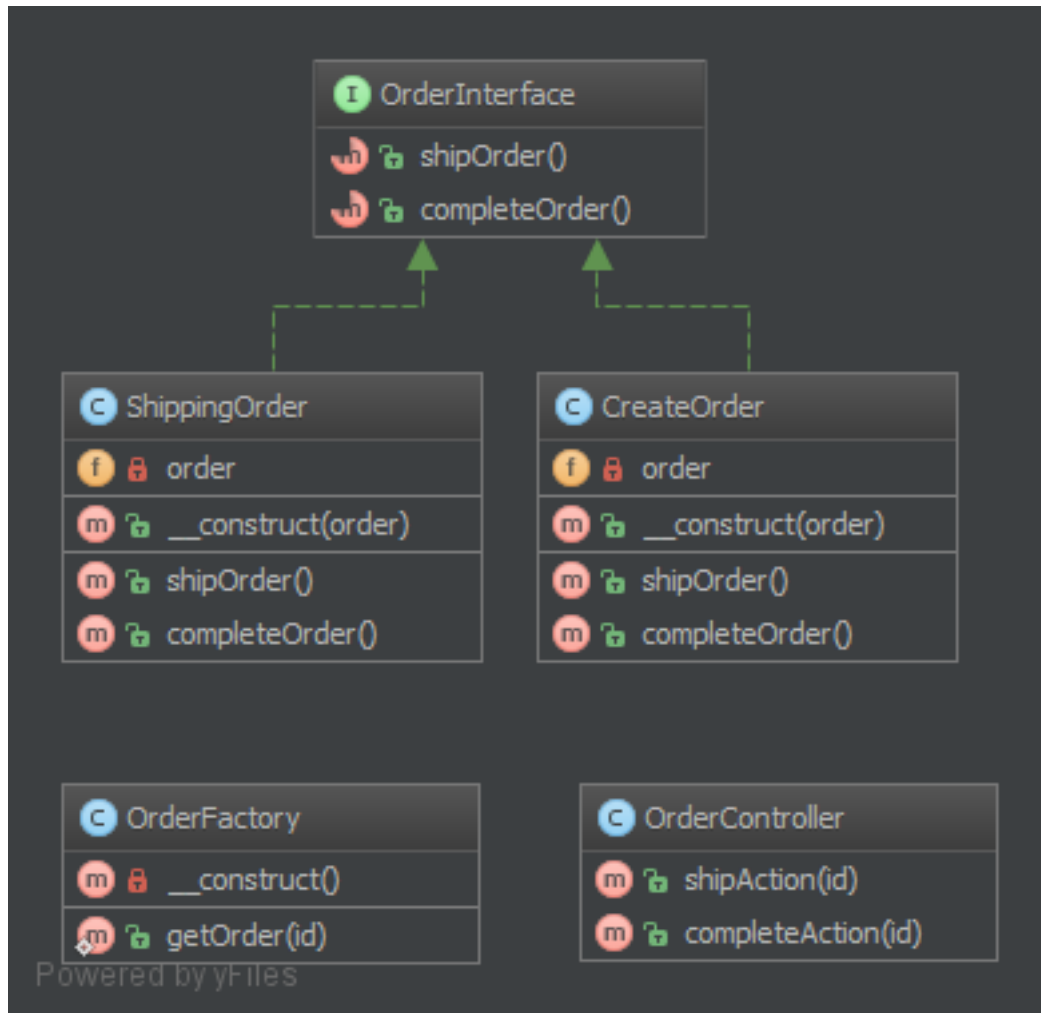 I OrderInterface
m shipOrder()
m completeOrder()
C ShippingOrder
f order
m __construct(order)
m shipOrder()
m completeOrder()
C CreateOrder
f order
m __construct(order)
m shipOrder()
m completeOrder()
C OrderFactory
m __construct()
m getOrder(id)
C OrderController
m shipAction(id)
m completeAction(id)
Powered by yFiles